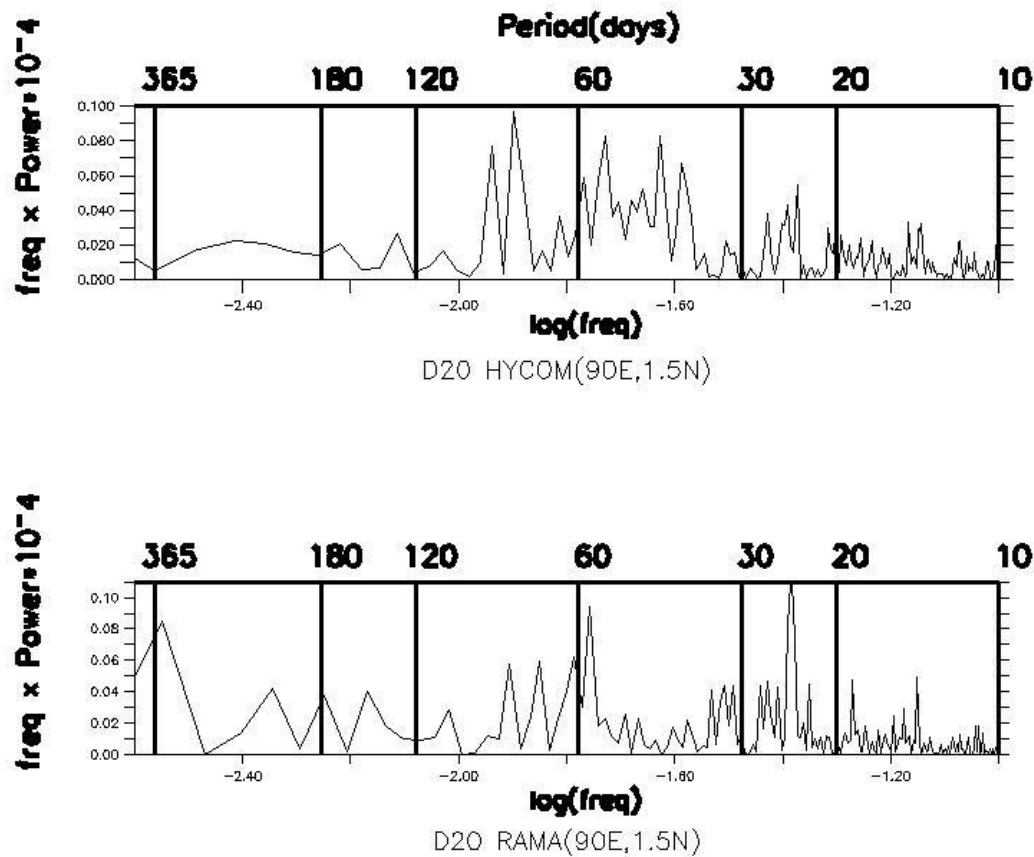 Period(days)
365 180 120 60 30 20 10
freq x Power*10^4
0.100
0.080
0.060
0.040
0.020
0.000
-2.40 -2.00 -1.60 -1.20
log(freq)
D20 HYCOM(90E,1.5N)
365 180 120 60 30 20 10
freq x Power*10^4
0.10
0.08
0.06
0.04
0.02
0.00
-2.40 -2.00 -1.60 -1.20
log(freq)
D20 RAMA(90E,1.5N)